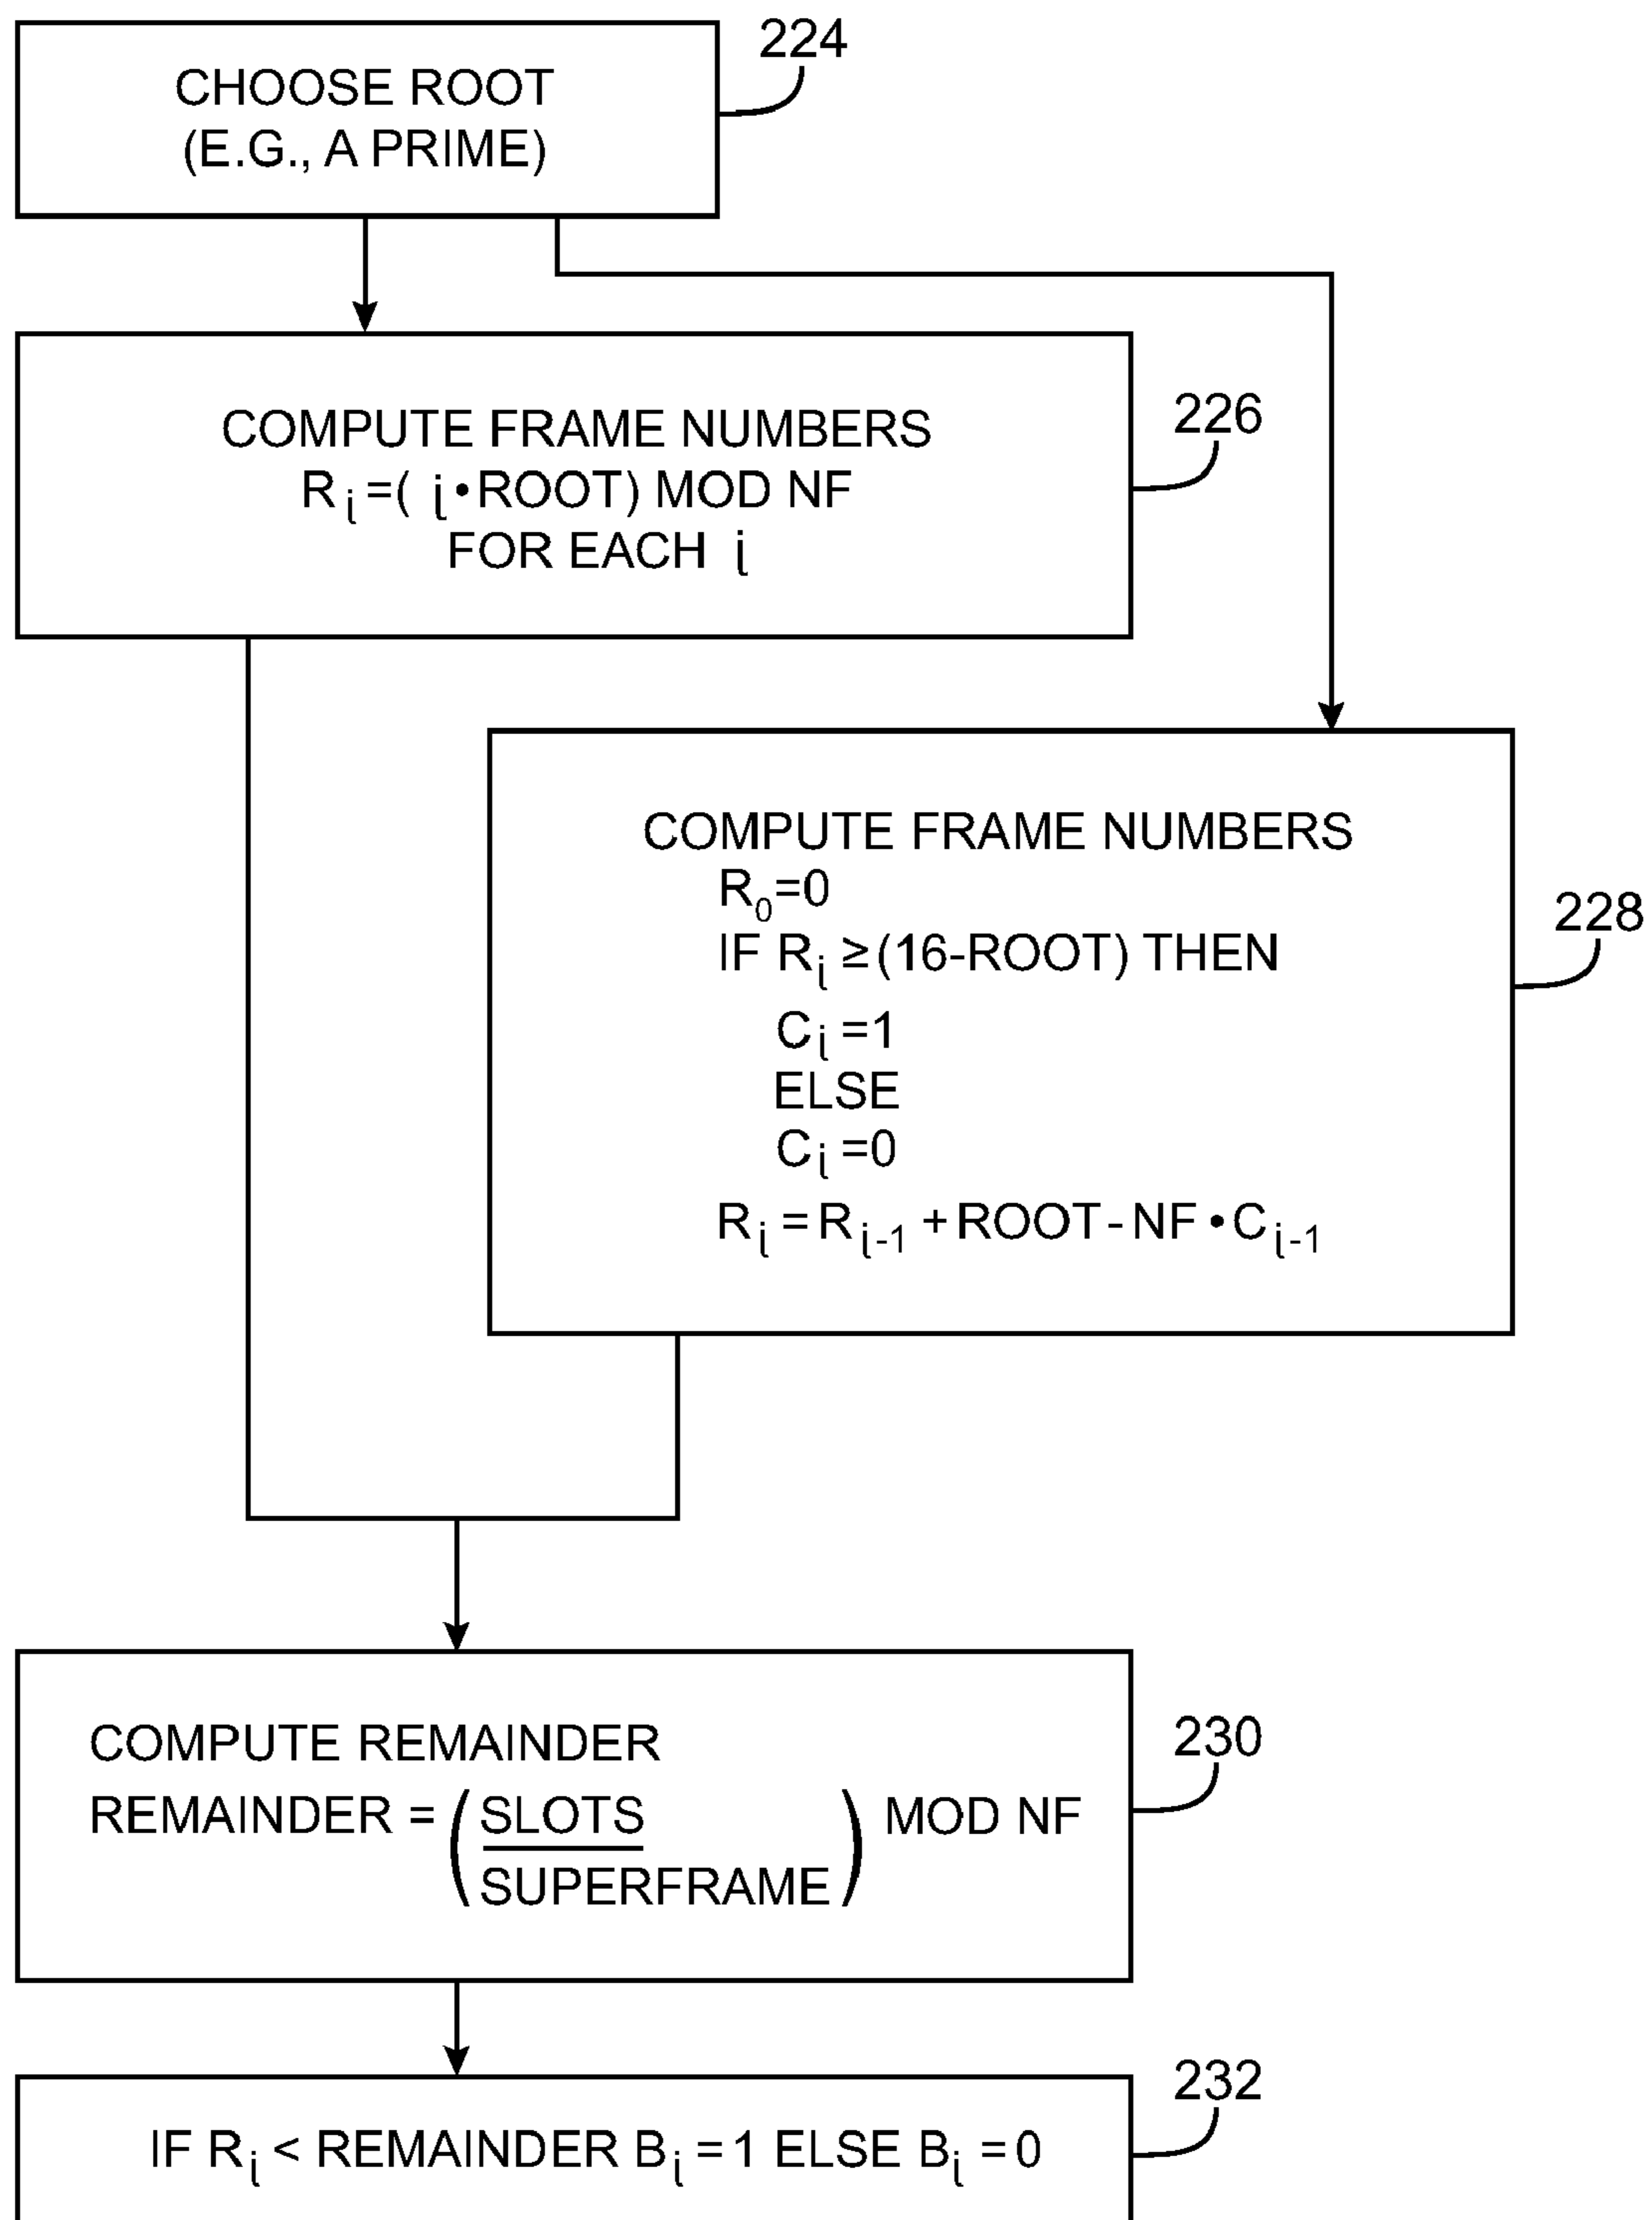 224
CHOOSE ROOT
(E.G., A PRIME)
226
COMPUTE FRAME NUMBERS
R i =( i •ROOT) MOD NF
FOR EACH i
228
COMPUTE FRAME NUMBERS
R0=0
IF Ri ≥(16-ROOT) THEN
Ci =1
ELSE
Ci =0
Ri = Ri-1 +ROOT-NF •Ci-1
230
COMPUTE REMAINDER
REMAINDER = (SLOTS
SUPERFRAME) MOD NF
232
IF Ri < REMAINDER Bi =1 ELSE Bi =0